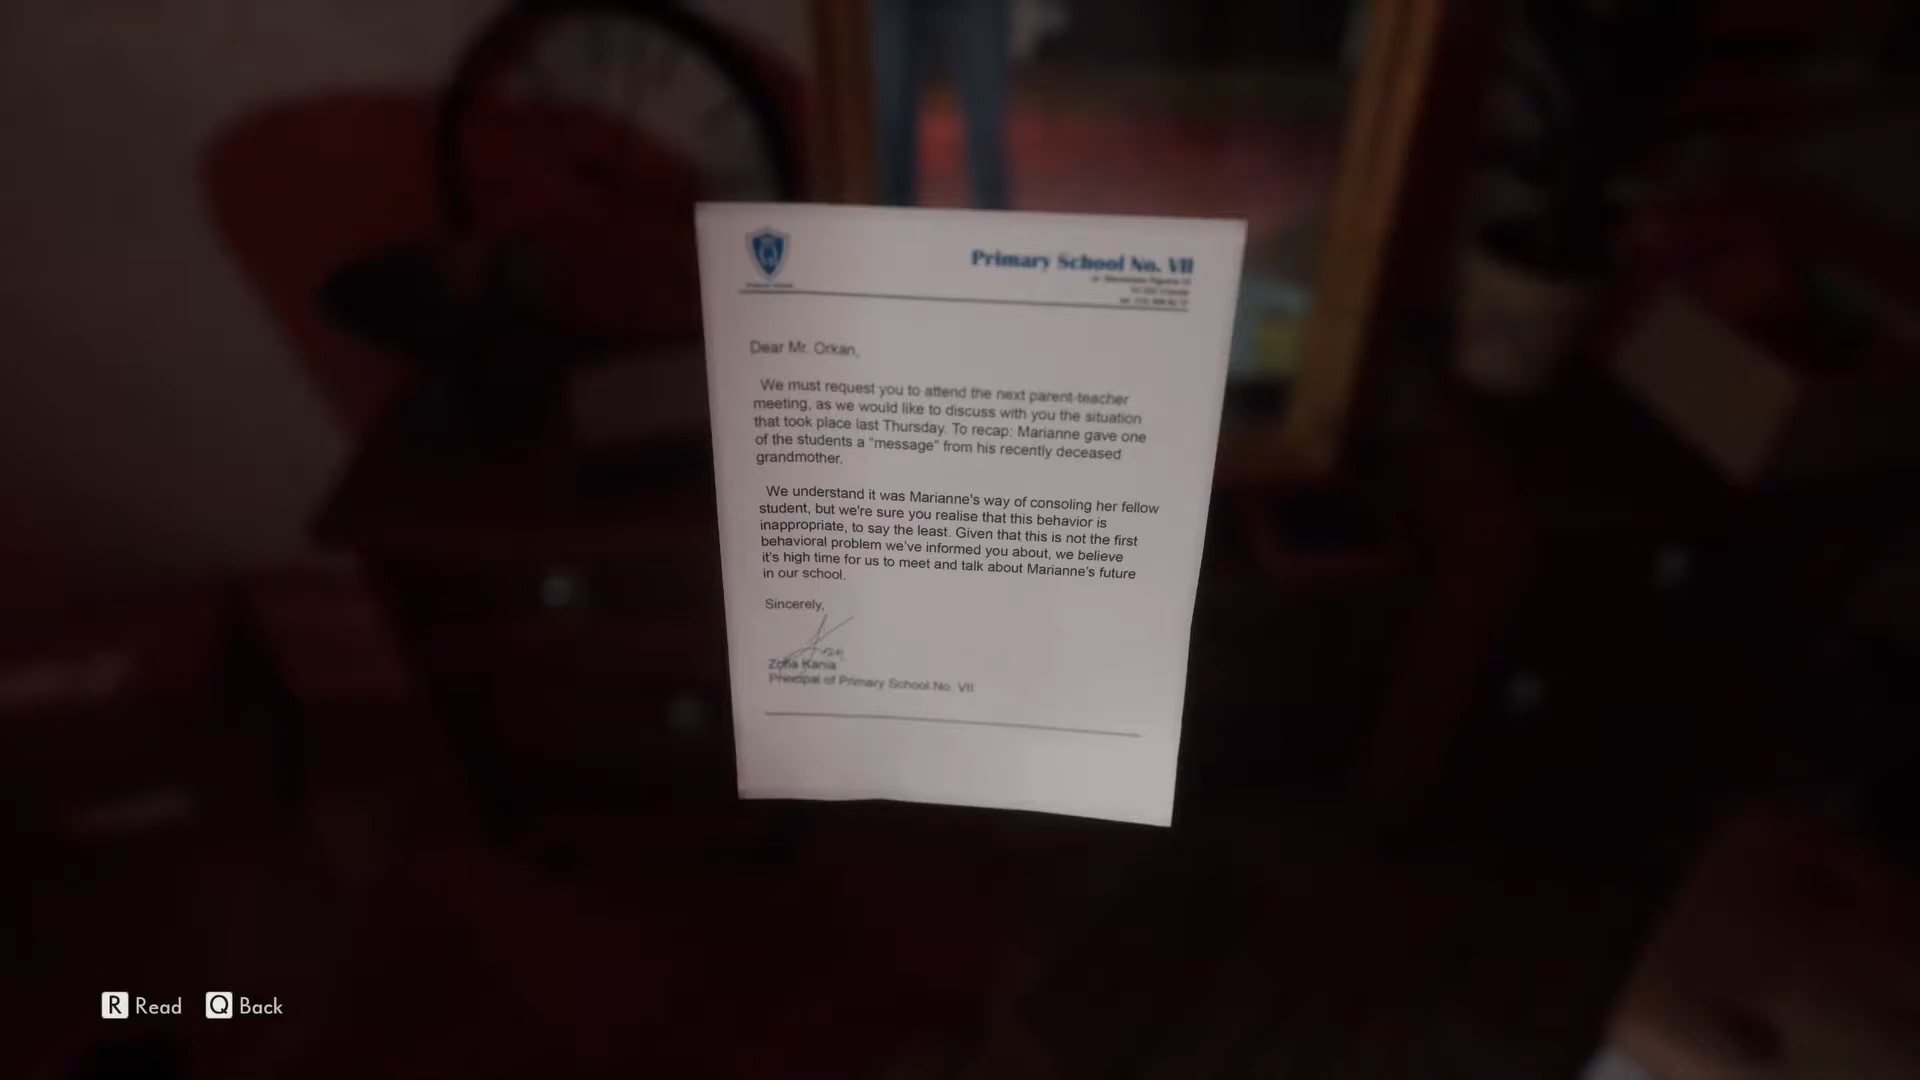 Primary School No. VII
Dear Mr. Orkan,
We must request you to attend the next parent-teacher
meeting, as we would like to discuss with you the situation
that took place last Thursday. To recap: Marianne gave one
of the students a "message" from his recently deceased
grandmother.
We understand it was Marianne's way of consoling her fellow
student, but we're sure you realise that this behavior is
inappropriate, to say the least. Given that this is not the first
behavioral problem we've informed you about, we believe
it's high time for us to meet and talk about Marianne's future
in our school.
Sincerely,
Zofia Kania
Principal of Primary School No. VII
R Read Q Back